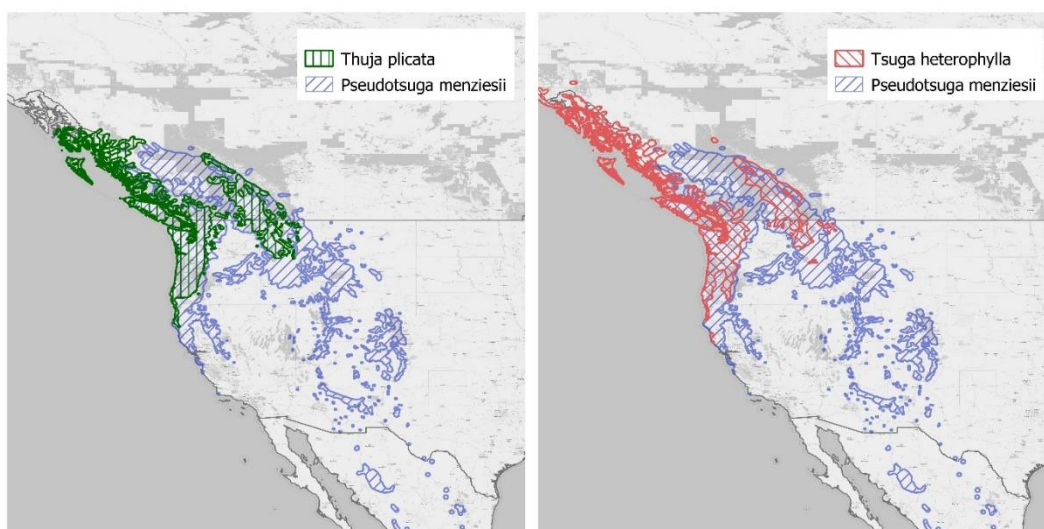 Thuja plicata
Pseudotsuga menziesii
Tsuga heterophylla
Pseudotsuga menziesii